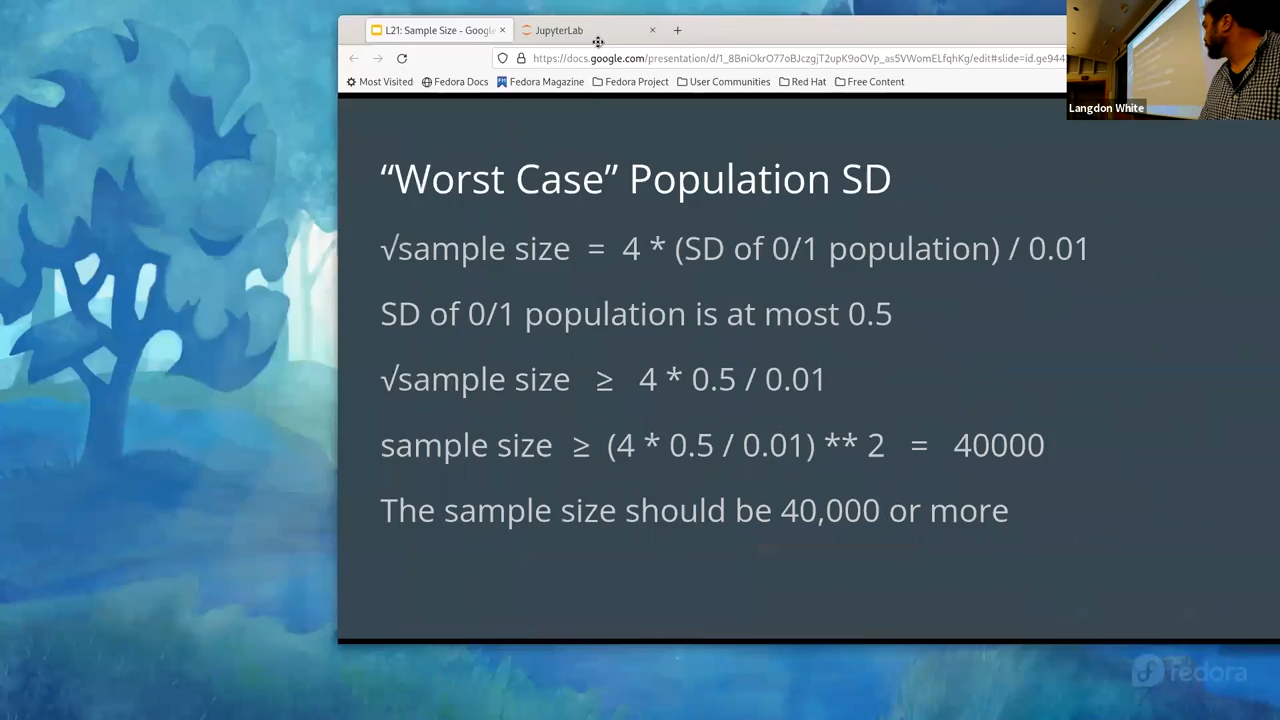 L21: Sample Size - Google
JupyterLab
https://docs.google.com/presentation/d/1_8BniOkrO77oBJczgjT2upK9oOVp_as5VWomELfqhKg/edit#slide=id.ge944
Most Visited Fedora Docs Fedora Magazine Fedora Project User Communities Red Hat Free Content
Langdon White
“Worst Case” Population SD
√sample size = 4 * (SD of 0/1 population) / 0.01
SD of 0/1 population is at most 0.5
√sample size ≥ 4 * 0.5 / 0.01
sample size ≥ (4 * 0.5 / 0.01) ** 2 = 40000
The sample size should be 40,000 or more
fedora